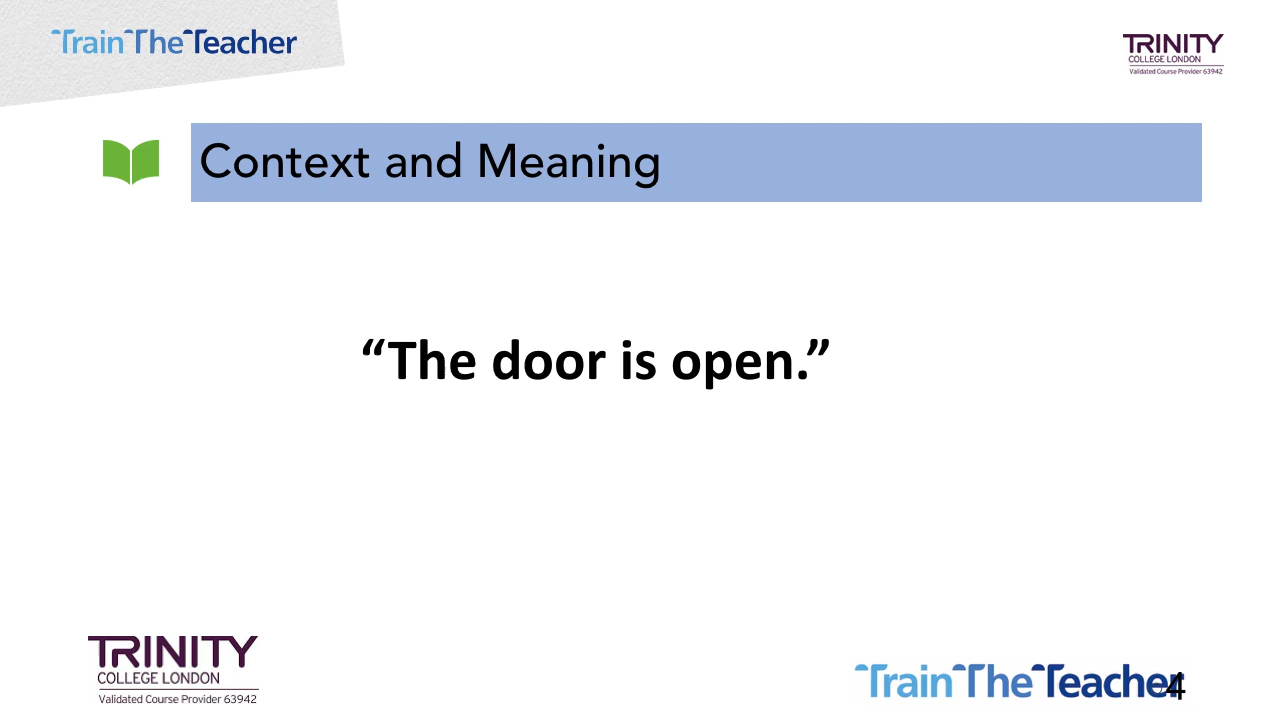 TrainTheTeacher
TRINITY
COLLEGE LONDON
Validated Course Provider 63942
Context and Meaning
“The door is open.”
TRINITY
COLLEGE LONDON
Validated Course Provider 63942
TrainTheTeacher
4